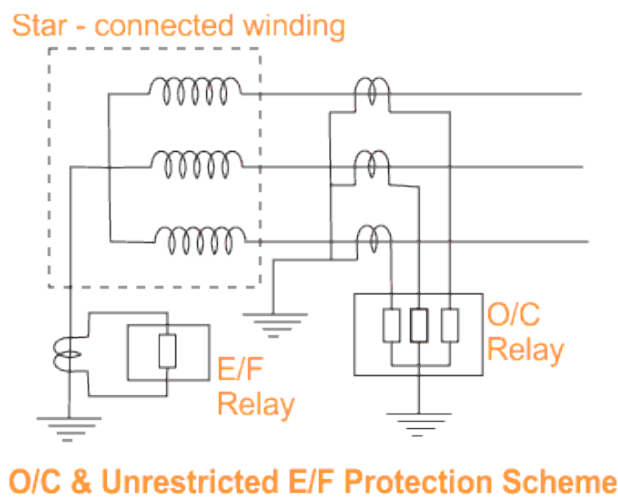 Star - connected winding
O/C
Relay
E/F
Relay
O/C & Unrestricted E/F Protection Scheme